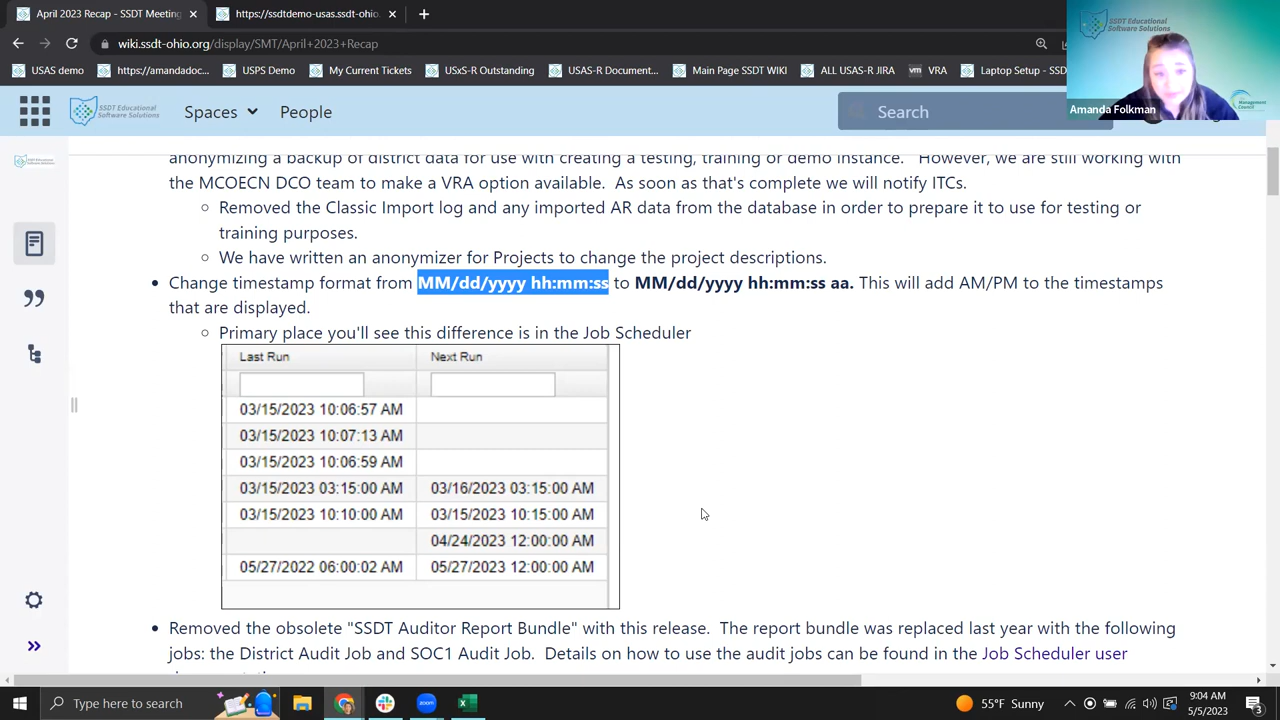 April 2023 Recap - SSDT - Meetin
https://ssdtdemo-usas.ssdt-ohio.
wiki.ssdt-ohio.org/display/SMT/April+2023+Recap
USAS demo
https://amandadoc...
USPS Demo
My Current Tickets
Outstanding
USAS-R Document...
Main Page SSDT WIKI
ALL USAS-R JIRA
VRA
Laptop Setup - SSD
SSDT Educational
Software Solutions
Amanda Folkman
Management
Council
SSDT Educational
Software Solutions
Spaces
People
Search
anonymizing a backup of district data for use with creating a testing, training or demo instance. However, we are still working with
the MCOECN DCO team to make a VRA option available. As soon as that's complete we will notify ITCs.
Removed the Classic Import log and any imported AR data from the database in order to prepare it to use for testing or
training purposes.
We have written an anonymizer for Projects to change the project descriptions.
Change timestamp format from MM/dd/yyyy hh:mm:ss to MM/dd/yyyy hh:mm:ss aa. This will add AM/PM to the timestamps
that are displayed.
Primary place you'll see this difference is in the Job Scheduler
Last Run Next Run
03/15/2023 10:06:57 AM
03/15/2023 10:07:13 AM
03/15/2023 10:06:59 AM
03/15/2023 03:15:00 AM 03/16/2023 03:15:00 AM
03/15/2023 10:10:00 AM 03/15/2023 10:15:00 AM
04/24/2023 12:00:00 AM
05/27/2022 06:00:02 AM 05/27/2023 12:00:00 AM
Removed the obsolete "SSDT Auditor Report Bundle" with this release. The report bundle was replaced last year with the following
jobs: the District Audit Job and SOC1 Audit Job. Details on how to use the audit jobs can be found in the Job Scheduler user
Type here to search
zoom
55°F Sunny
9:04 AM
5/5/2023
3